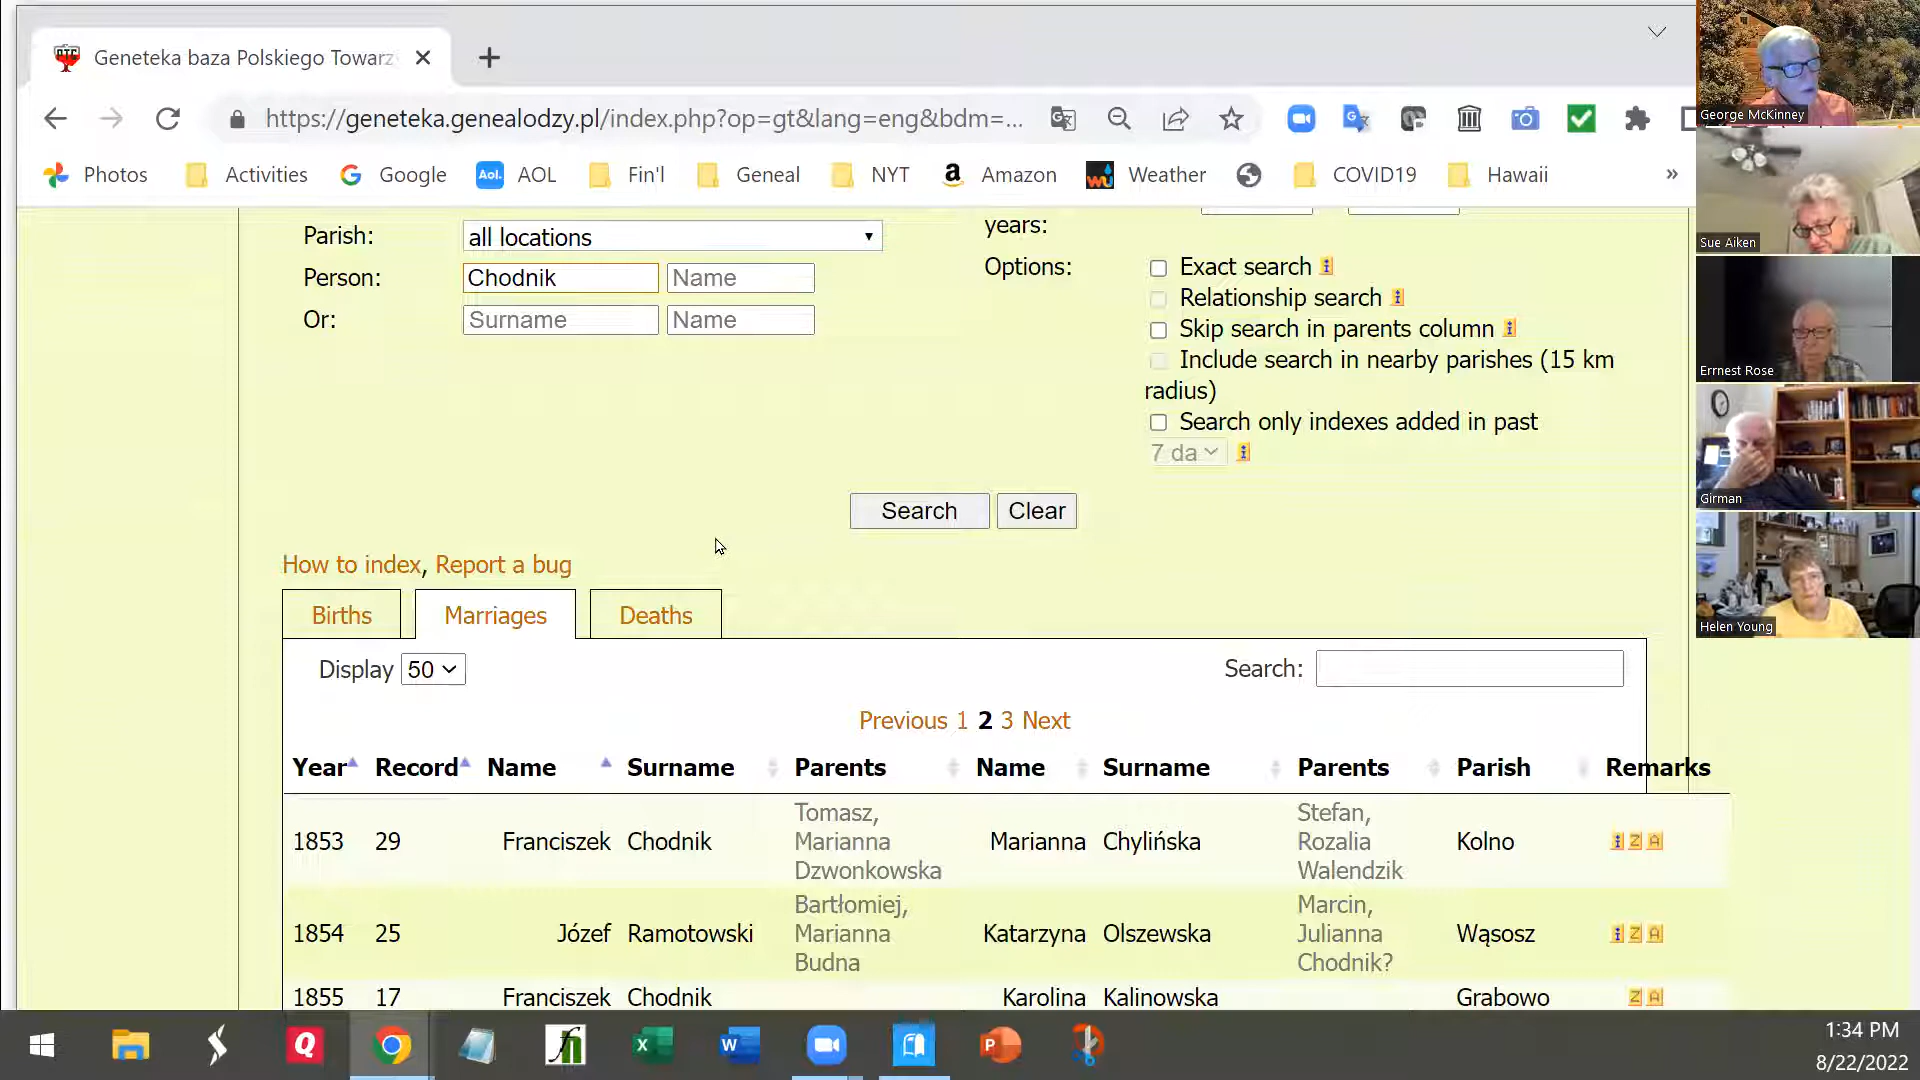 Geneteka baza Polskiego Towarz
https://geneteka.genealodzy.pl/index.php?op=gt&lang=eng&bdm=...
Photos Activities Google AOL Fin'l Geneal NYT Amazon Weather COVID19 Hawaii »
Parish: all locations
years:
Person: Chodnik Name
Or: Surname Name
Options: Exact search
Relationship search
Skip search in parents column
Include search in nearby parishes (15 km
radius)
Search only indexes added in past
7 da
Search Clear
How to index, Report a bug
Births Marriages Deaths
Display 50 Search:
Previous 1 2 3 Next
Year Record Name Surname Parents Name Surname Parents Parish Remarks
1853 29 Franciszek Chodnik Tomasz, Marianna Dzwonkowska Marianna Chylińska Stefan, Rozalia Walendzik Kolno i Z A
1854 25 Józef Ramotowski Bartłomiej, Marianna Budna Katarzyna Olszewska Marcin, Julianna Chodnik? Wąsosz i Z A
1855 17 Franciszek Chodnik Karolina Kalinowska Grabowo Z A
George McKinney
Sue Aiken
Errnest Rose
Girman
Helen Young
1:34 PM
8/22/2022